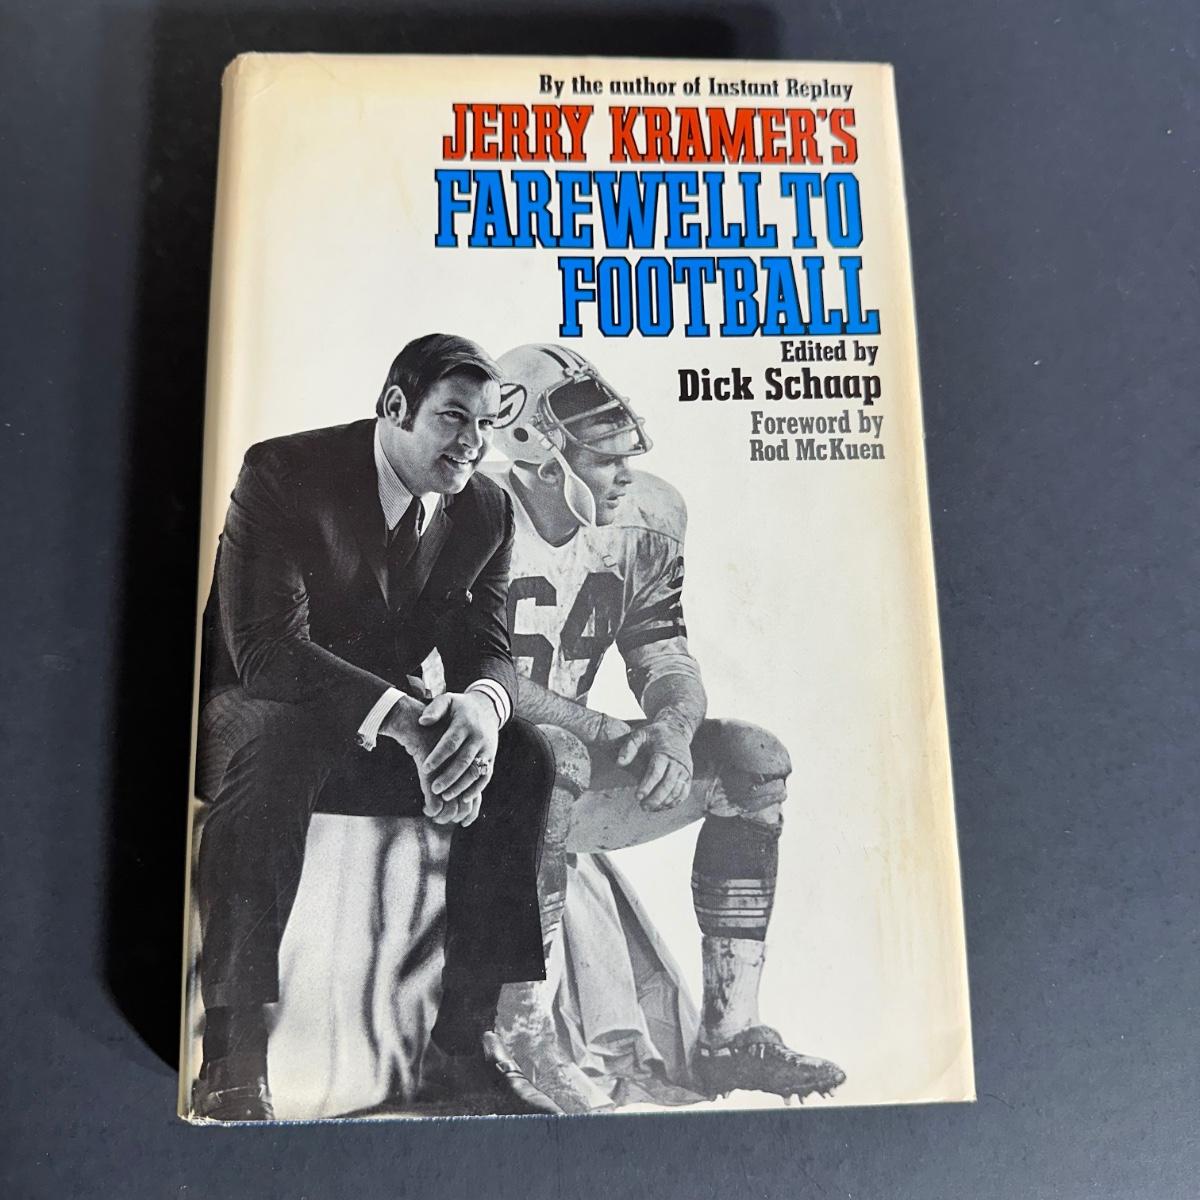 By the author of Instant Replay
JERRY KRAMER'S
FAREWELL TO
FOOTBALL
Edited by
Dick Schaap
Foreword by
Rod McKuen
64